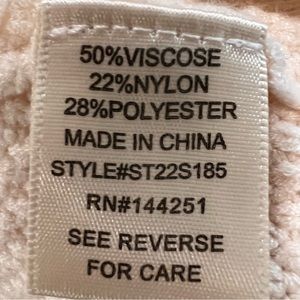 50%VISCOSE
22%NYLON
28%POLYESTER
MADE IN CHINA
STYLE#ST22S185
RN#144251
SEE REVERSE
FOR CARE